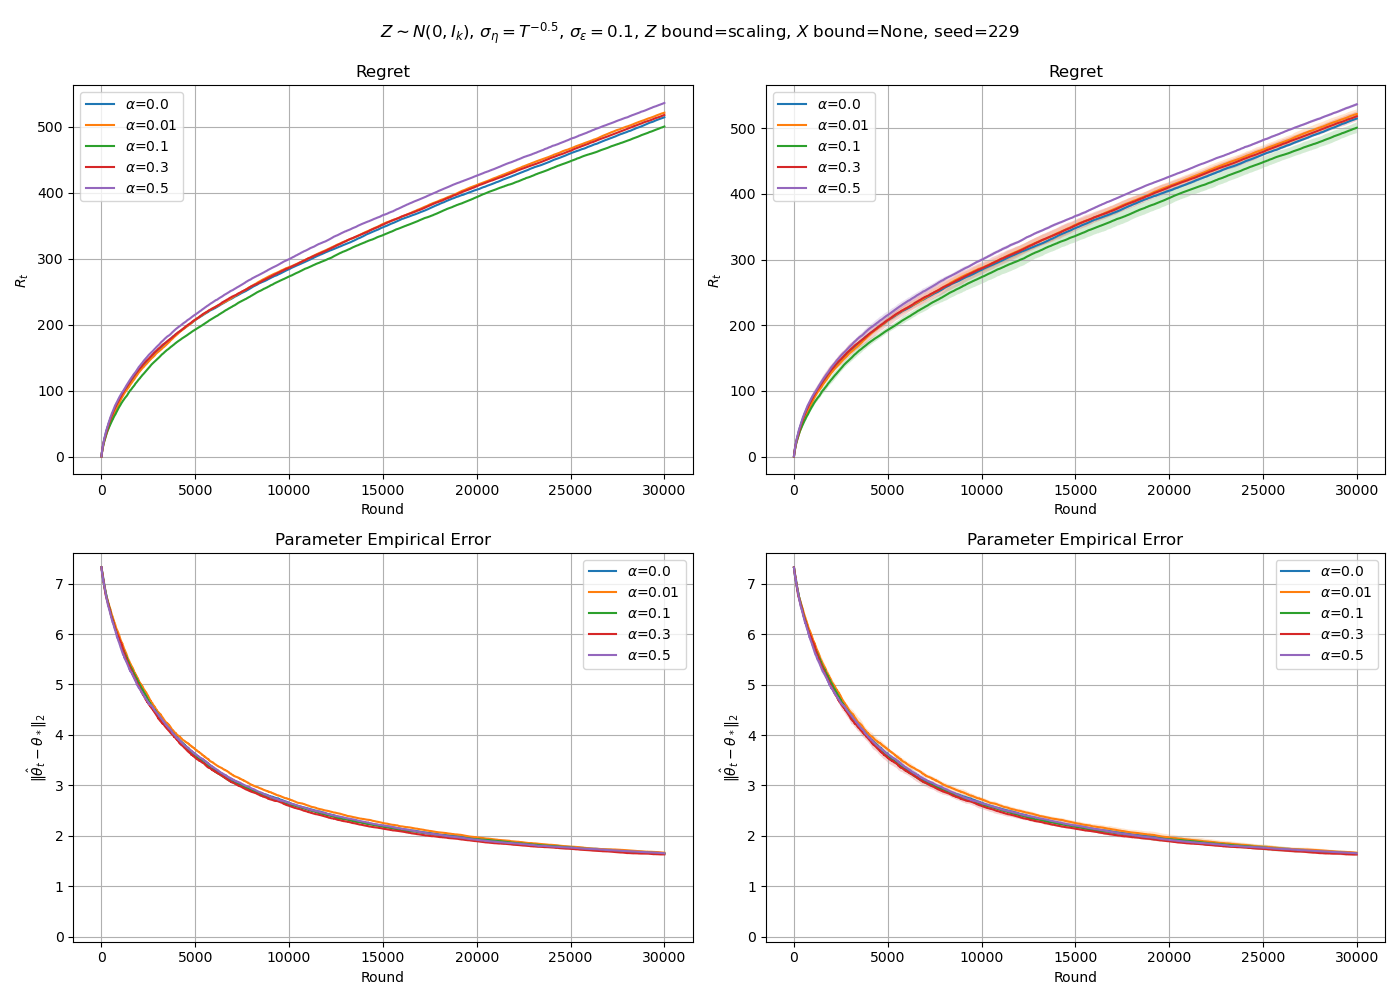 Z ∼ N(0, I_k), σ_η = T^{−0.5}, σ_ε = 0.1, Z bound=scaling, X bound=None, seed=229
Regret
R_t
500
400
300
200
100
0
α=0.0
α=0.01
α=0.1
α=0.3
α=0.5
0 5000 10000 15000 20000 25000 30000
Round
Regret
R_t
500
400
300
200
100
0
α=0.0
α=0.01
α=0.1
α=0.3
α=0.5
0 5000 10000 15000 20000 25000 30000
Round
Parameter Empirical Error
‖θ̂_t − θ_*‖_2
7
6
5
4
3
2
1
0
α=0.0
α=0.01
α=0.1
α=0.3
α=0.5
0 5000 10000 15000 20000 25000 30000
Round
Parameter Empirical Error
‖θ̂_t − θ_*‖_2
7
6
5
4
3
2
1
0
α=0.0
α=0.01
α=0.1
α=0.3
α=0.5
0 5000 10000 15000 20000 25000 30000
Round